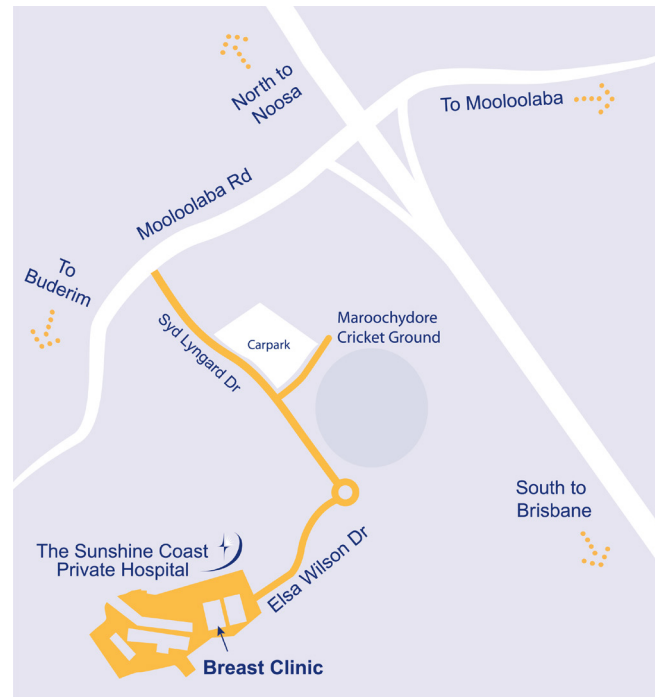 North to
Noosa
To Mooloolaba
Mooloolaba Rd
To
Buderim
Syd Lyngard Dr
Carpark
Maroochydore
Cricket Ground
South to
Brisbane
The Sunshine Coast
Private Hospital
Elsa Wilson Dr
Breast Clinic